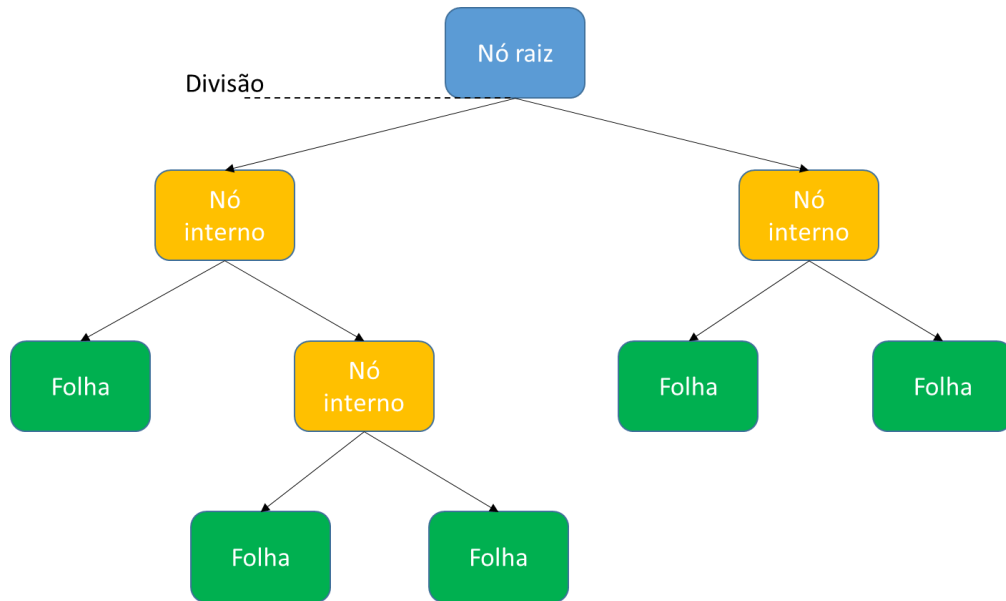 Nó raiz
Divisão
Nó
interno
Nó
interno
Folha
Nó
interno
Folha
Folha
Folha
Folha